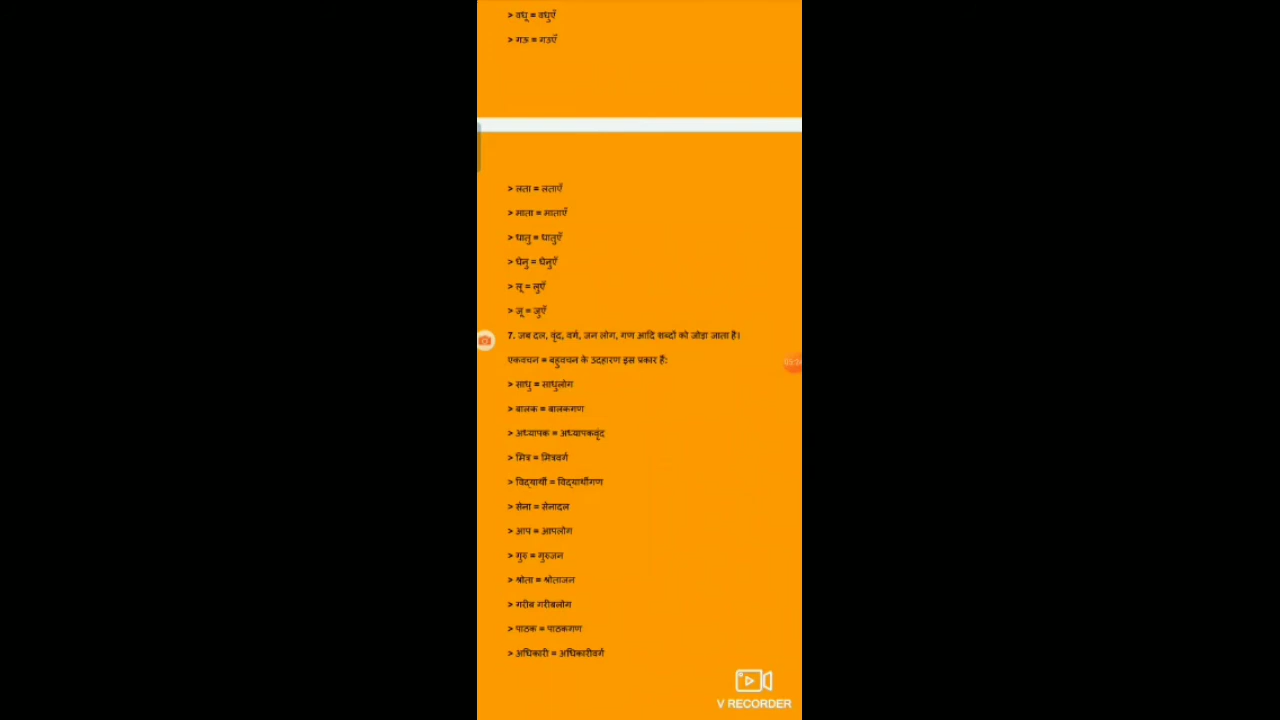 > वधू = वधुएँ
> गऊ = गउएँ
> लता = लताएँ
> माता = माताएँ
> धातु = धातुएँ
> धेनु = धेनुएँ
> लू = लुएँ
> जू = जुएँ
7. जब दल, वृंद, वर्ग, जन लोग, गण आदि शब्दों को जोड़ा जाता है।
एकवचन = बहुवचन के उदहारण इस प्रकार हैं:
> साधु = साधुलोग
> बालक = बालकगण
> अध्यापक = अध्यापकवृंद
> मित्र = मित्रवर्ग
> विद्यार्थी = विद्यार्थीगण
> सेना = सेनादल
> आप = आपलोग
> गुरु = गुरुजन
> श्रोता = श्रोताजन
> गरीब गरीबलोग
> पाठक = पाठकगण
> अधिकारी = अधिकारीवर्ग
V RECORDER